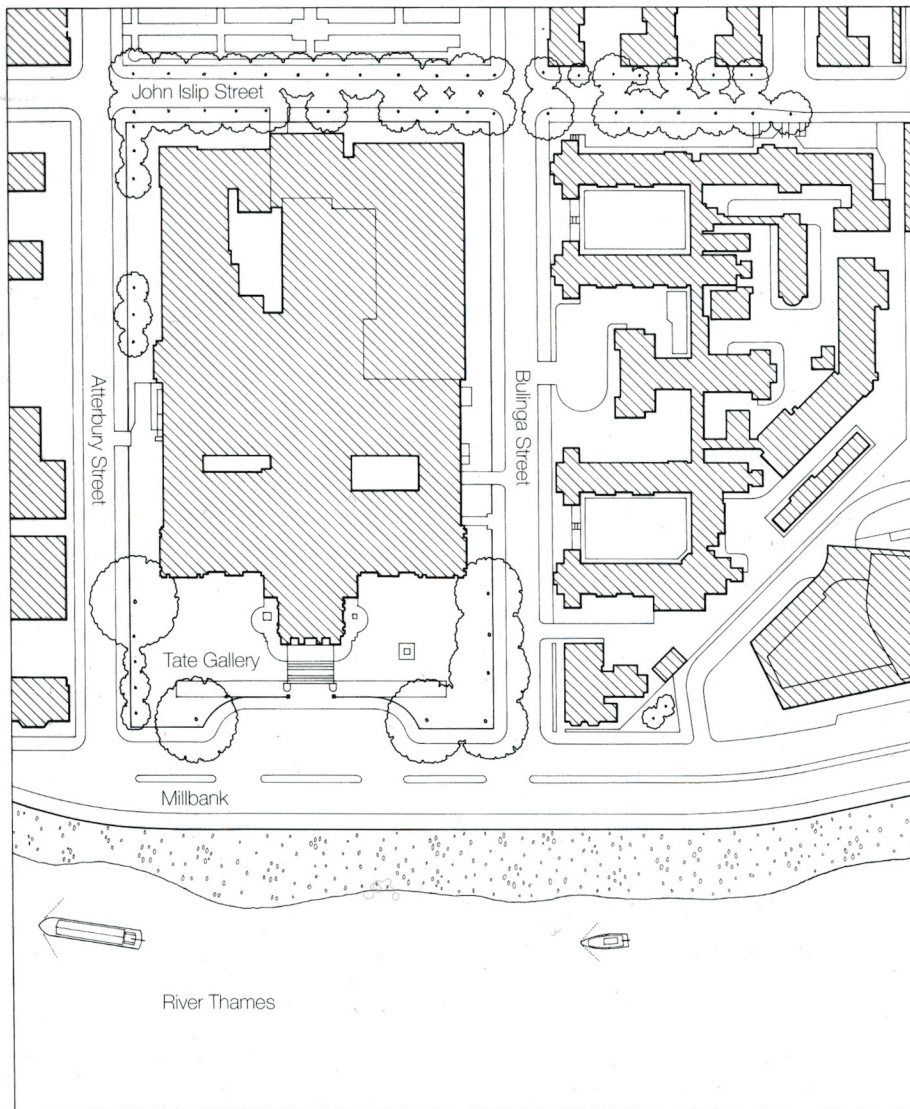 John Islip Street
Atterbury Street
Bulinga Street
Tate Gallery
Millbank
River Thames